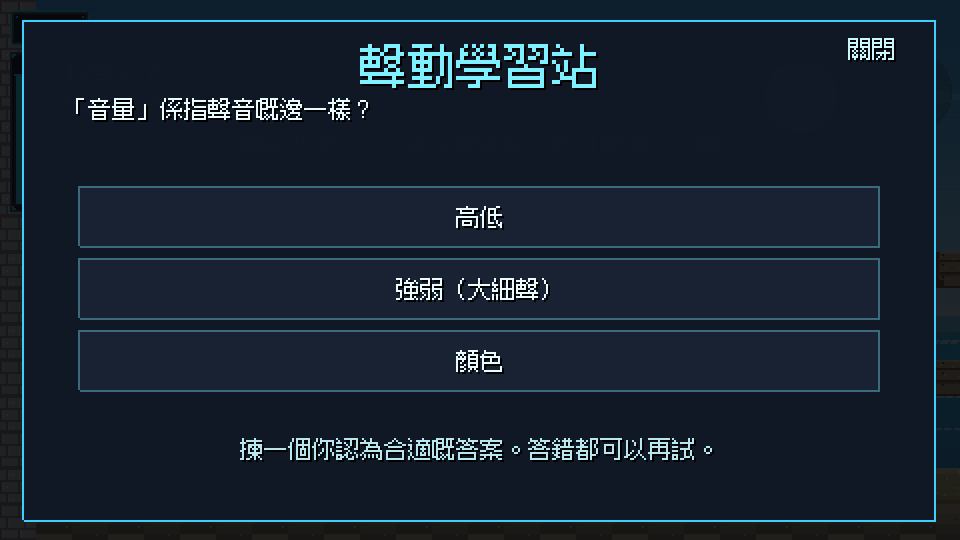 聲動學習站
關閉
「音量」係指聲音嘅邊一樣？
高低
強弱（大細聲）
顏色
揀一個你認為合適嘅答案。答錯都可以再試。